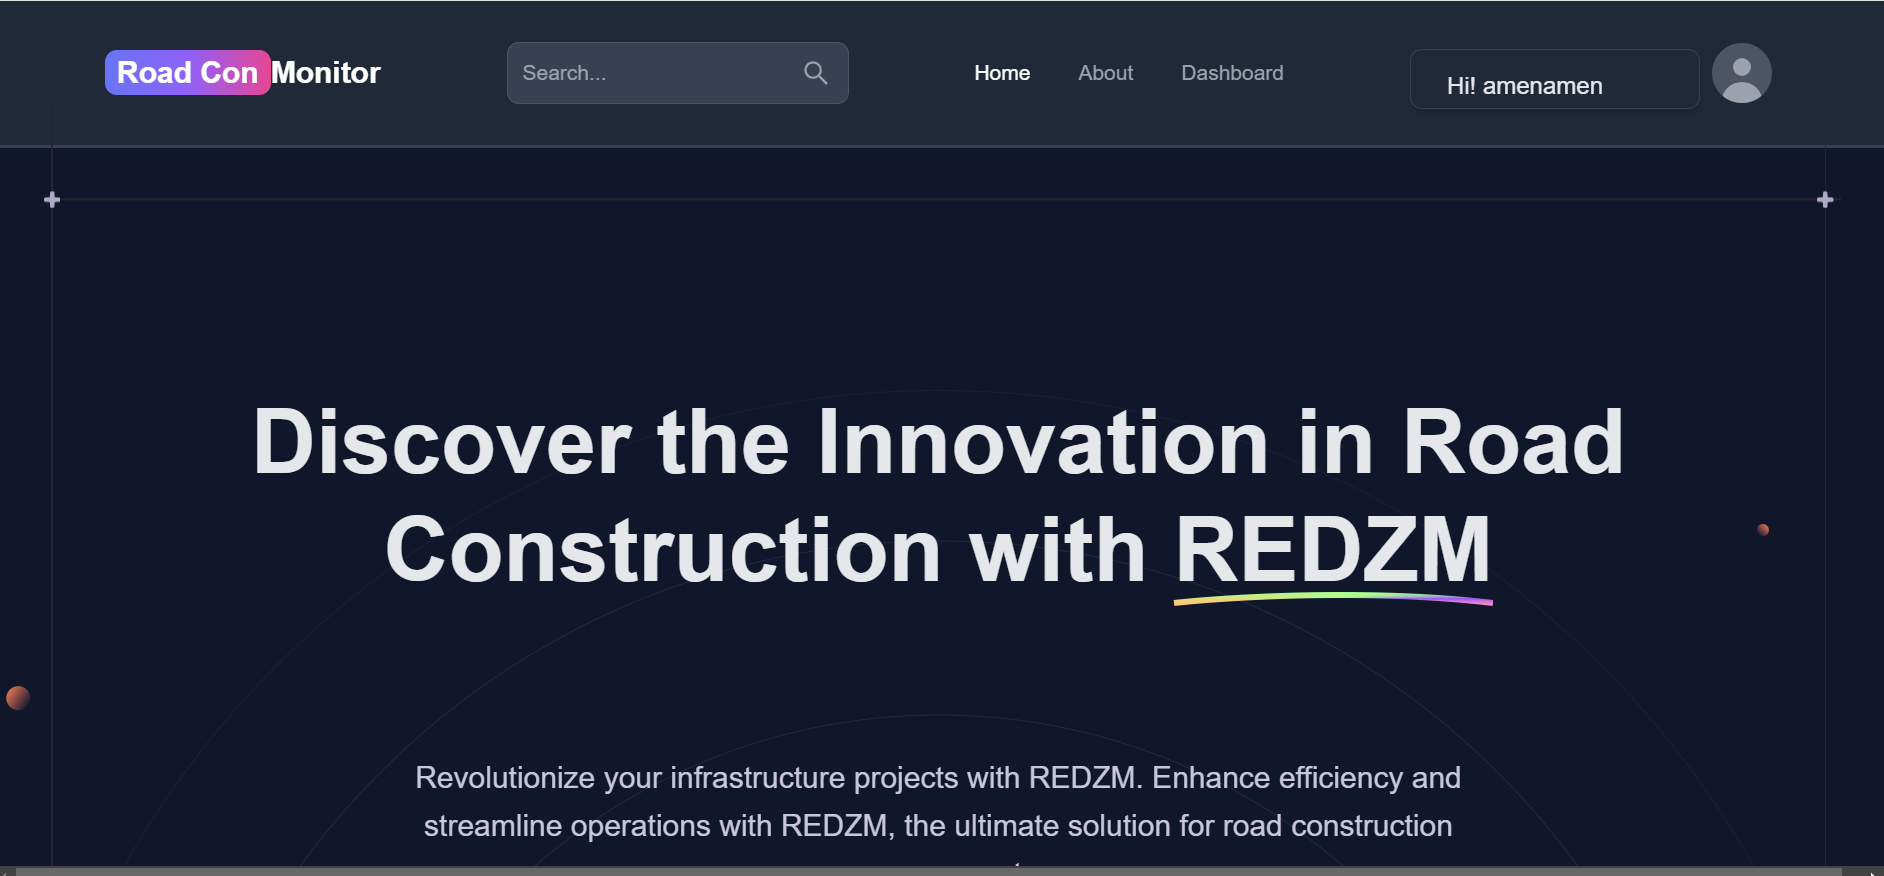 Road Con Monitor
Search...
Home
About
Dashboard
Hi! amenamen
Discover the Innovation in Road
Construction with REDZM
Revolutionize your infrastructure projects with REDZM. Enhance efficiency and
streamline operations with REDZM, the ultimate solution for road construction